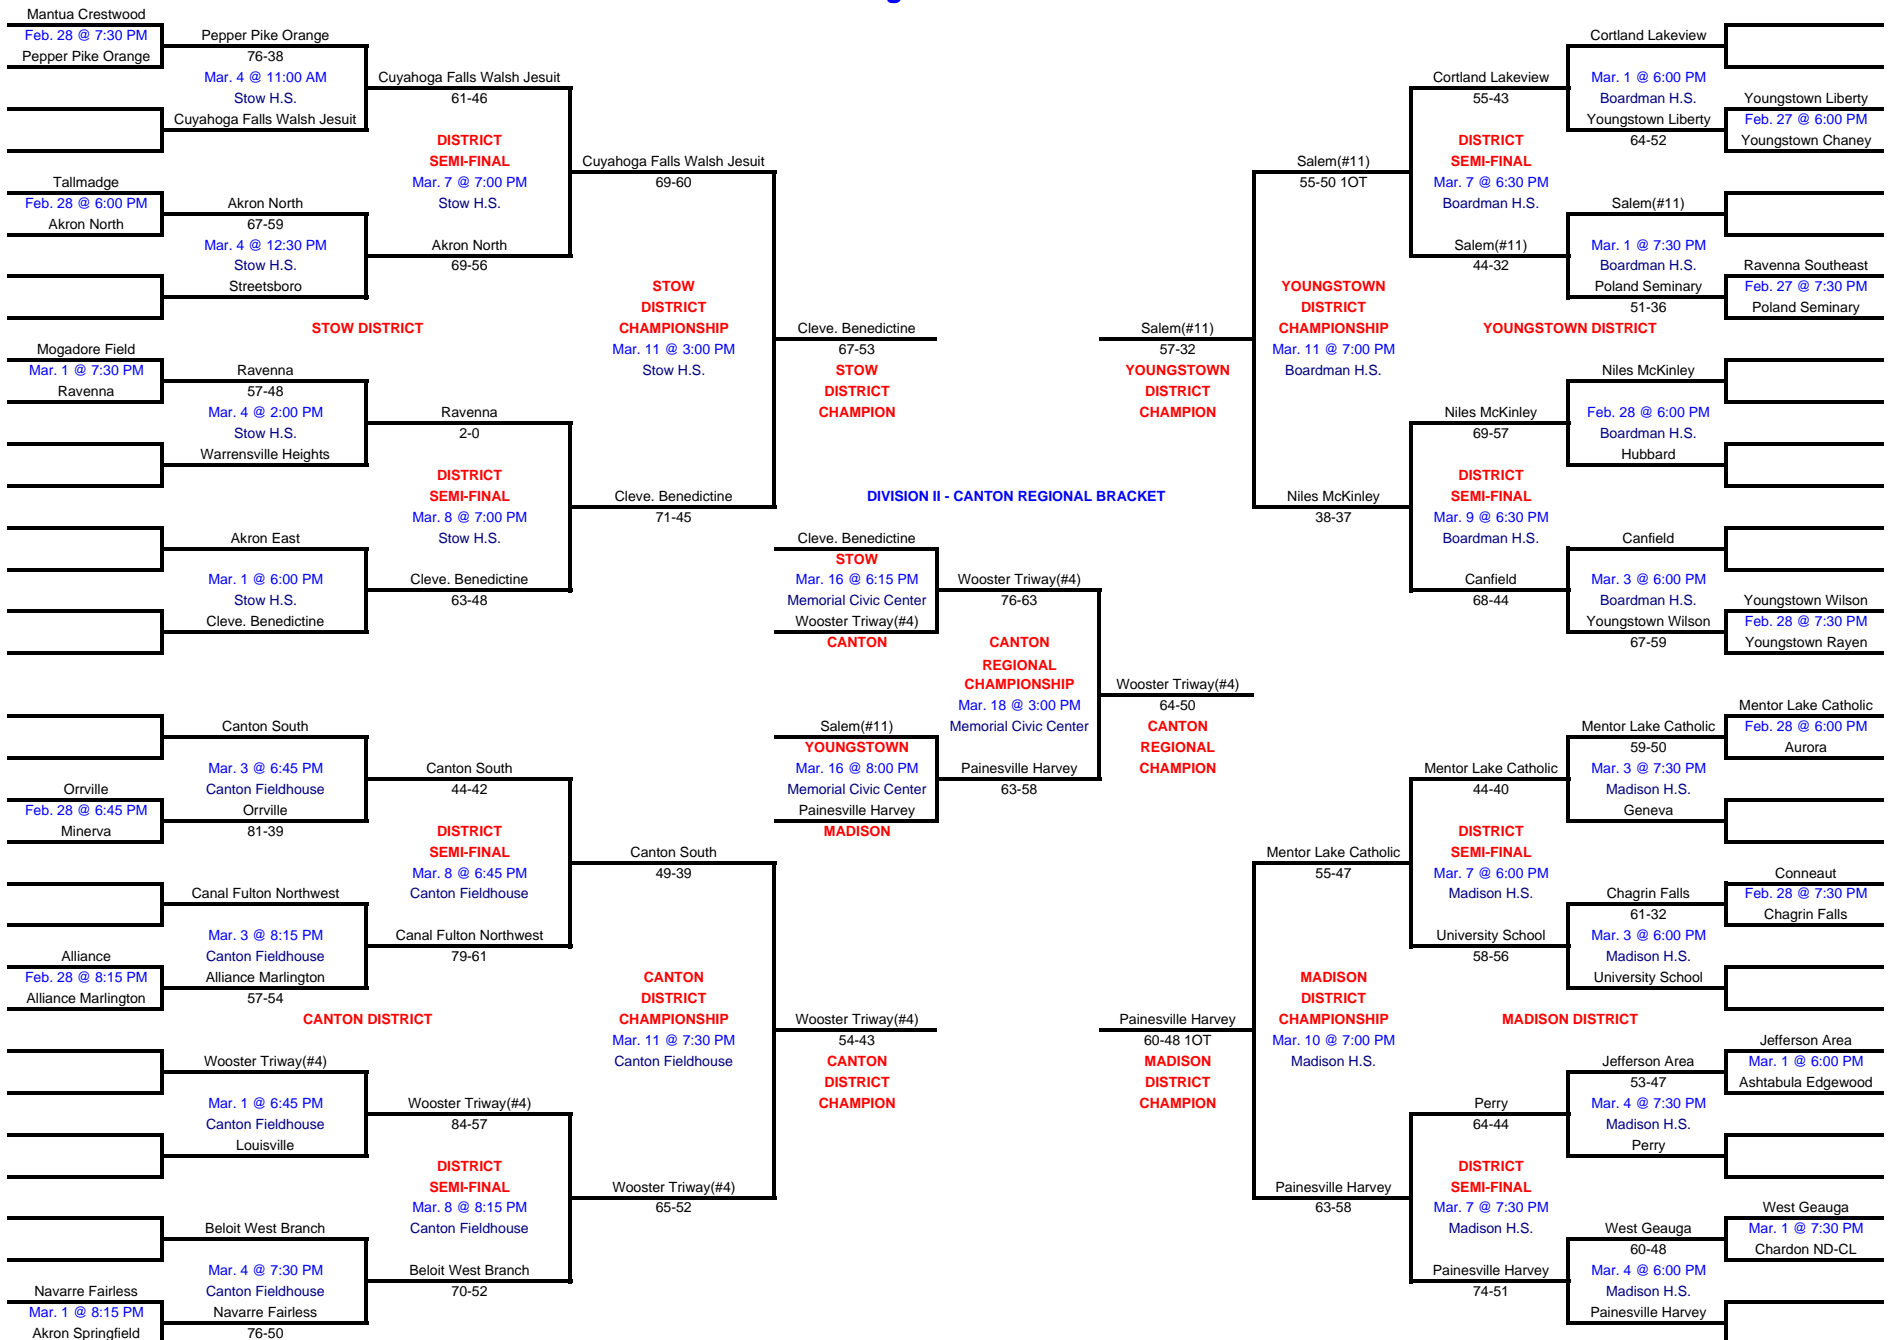 Mantua Crestwood
Feb. 28 @ 7:30 PM
Pepper Pike Orange
Pepper Pike Orange
76-38
Mar. 4 @ 11:00 AM
Stow H.S.
Cuyahoga Falls Walsh Jesuit
Cuyahoga Falls Walsh Jesuit
61-46
DISTRICT
SEMI-FINAL
Mar. 7 @ 7:00 PM
Stow H.S.
Tallmadge
Feb. 28 @ 6:00 PM
Akron North
Akron North
67-59
Mar. 4 @ 12:30 PM
Stow H.S.
Streetsboro
Akron North
69-56
Cuyahoga Falls Walsh Jesuit
69-60
STOW
DISTRICT
CHAMPIONSHIP
Mar. 11 @ 3:00 PM
Stow H.S.
STOW DISTRICT
Mogadore Field
Mar. 1 @ 7:30 PM
Ravenna
Ravenna
57-48
Mar. 4 @ 2:00 PM
Stow H.S.
Warrensville Heights
Ravenna
2-0
DISTRICT
SEMI-FINAL
Mar. 8 @ 7:00 PM
Stow H.S.
Akron East
Mar. 1 @ 6:00 PM
Stow H.S.
Cleve. Benedictine
Cleve. Benedictine
63-48
Cleve. Benedictine
71-45
Cleve. Benedictine
67-53
STOW
DISTRICT
CHAMPION
Cortland Lakeview
Mar. 1 @ 6:00 PM
Boardman H.S.
Youngstown Liberty
64-52
Youngstown Liberty
Feb. 27 @ 6:00 PM
Youngstown Chaney
Cortland Lakeview
55-43
DISTRICT
SEMI-FINAL
Mar. 7 @ 6:30 PM
Boardman H.S.
Salem(#11)
Mar. 1 @ 7:30 PM
Boardman H.S.
Poland Seminary
51-36
Ravenna Southeast
Feb. 27 @ 7:30 PM
Poland Seminary
Salem(#11)
44-32
Salem(#11)
55-50 1OT
YOUNGSTOWN
DISTRICT
CHAMPIONSHIP
Mar. 11 @ 7:00 PM
Boardman H.S.
YOUNGSTOWN DISTRICT
Salem(#11)
57-32
YOUNGSTOWN
DISTRICT
CHAMPION
Niles McKinley
Feb. 28 @ 6:00 PM
Boardman H.S.
Hubbard
Niles McKinley
69-57
DISTRICT
SEMI-FINAL
Mar. 9 @ 6:30 PM
Boardman H.S.
Niles McKinley
38-37
Canfield
Mar. 3 @ 6:00 PM
Boardman H.S.
Youngstown Wilson
67-59
Youngstown Wilson
Feb. 28 @ 7:30 PM
Youngstown Rayen
Canfield
68-44
DIVISION II - CANTON REGIONAL BRACKET
Cleve. Benedictine
STOW
Mar. 16 @ 6:15 PM
Memorial Civic Center
Wooster Triway(#4)
CANTON
Wooster Triway(#4)
76-63
CANTON
REGIONAL
CHAMPIONSHIP
Mar. 18 @ 3:00 PM
Memorial Civic Center
Wooster Triway(#4)
64-50
CANTON
REGIONAL
CHAMPION
Salem(#11)
YOUNGSTOWN
Mar. 16 @ 8:00 PM
Memorial Civic Center
Painesville Harvey
MADISON
Painesville Harvey
63-58
Canton South
Mar. 3 @ 6:45 PM
Canton Fieldhouse
Orrville
81-39
Orrville
Feb. 28 @ 6:45 PM
Minerva
Canton South
44-42
DISTRICT
SEMI-FINAL
Mar. 8 @ 6:45 PM
Canton Fieldhouse
Canal Fulton Northwest
Mar. 3 @ 8:15 PM
Canton Fieldhouse
Alliance Marlington
57-54
Alliance
Feb. 28 @ 8:15 PM
Alliance Marlington
Canal Fulton Northwest
79-61
Canton South
49-39
CANTON
DISTRICT
CHAMPIONSHIP
Mar. 11 @ 7:30 PM
Canton Fieldhouse
CANTON DISTRICT
Wooster Triway(#4)
54-43
CANTON
DISTRICT
CHAMPION
Wooster Triway(#4)
Mar. 1 @ 6:45 PM
Canton Fieldhouse
Louisville
Wooster Triway(#4)
84-57
DISTRICT
SEMI-FINAL
Mar. 8 @ 8:15 PM
Canton Fieldhouse
Wooster Triway(#4)
65-52
Beloit West Branch
Mar. 4 @ 7:30 PM
Canton Fieldhouse
Navarre Fairless
76-50
Navarre Fairless
Mar. 1 @ 8:15 PM
Akron Springfield
Beloit West Branch
70-52
Mentor Lake Catholic
Feb. 28 @ 6:00 PM
Aurora
Mentor Lake Catholic
59-50
Mar. 3 @ 7:30 PM
Madison H.S.
Geneva
Mentor Lake Catholic
44-40
DISTRICT
SEMI-FINAL
Mar. 7 @ 6:00 PM
Madison H.S.
Conneaut
Feb. 28 @ 7:30 PM
Chagrin Falls
Chagrin Falls
61-32
Mar. 3 @ 6:00 PM
Madison H.S.
University School
University School
58-56
Mentor Lake Catholic
55-47
MADISON
DISTRICT
CHAMPIONSHIP
Mar. 10 @ 7:00 PM
Madison H.S.
MADISON DISTRICT
Painesville Harvey
60-48 1OT
MADISON
DISTRICT
CHAMPION
Jefferson Area
Mar. 1 @ 6:00 PM
Ashtabula Edgewood
Jefferson Area
53-47
Mar. 4 @ 7:30 PM
Madison H.S.
Perry
Perry
64-44
DISTRICT
SEMI-FINAL
Mar. 7 @ 7:30 PM
Madison H.S.
Painesville Harvey
63-58
West Geauga
Mar. 1 @ 7:30 PM
Chardon ND-CL
West Geauga
60-48
Mar. 4 @ 6:00 PM
Madison H.S.
Painesville Harvey
Painesville Harvey
74-51